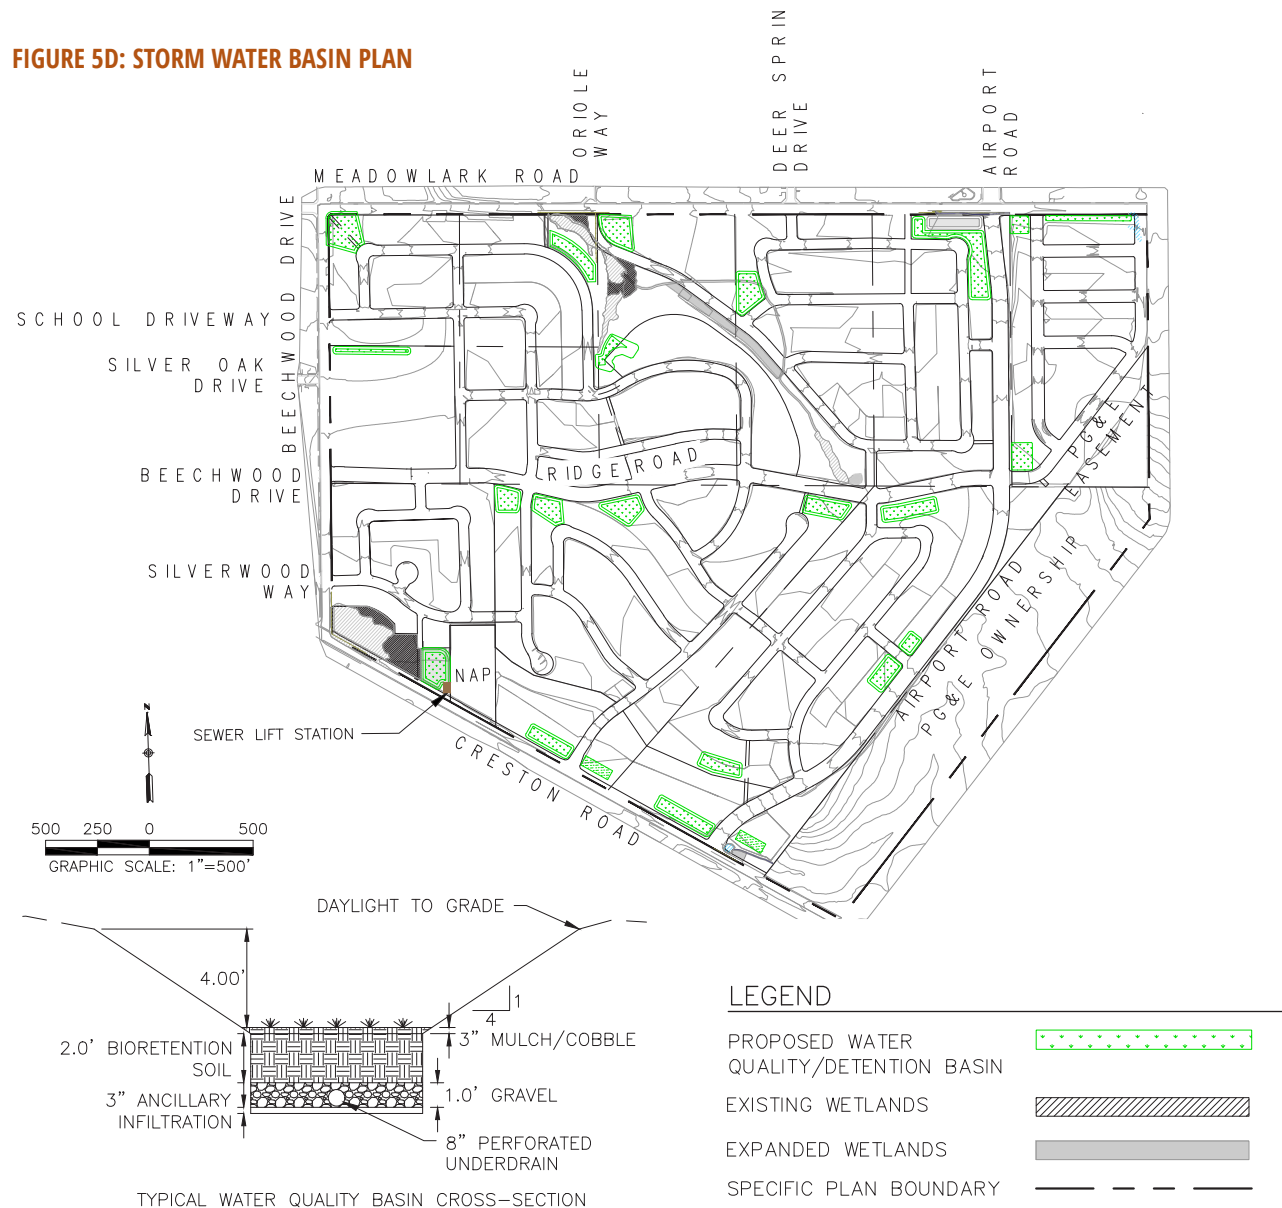 FIGURE 5D: STORM WATER BASIN PLAN
ORIOLE
WAY
DEER SPRIN
DRIVE
AIRPORT
ROAD
MEADOWLARK ROAD
BEECHWOOD DRIVE
SCHOOL DRIVEWAY
SILVER OAK
DRIVE
BEECHWOOD
DRIVE
SILVERWOOD
WAY
RIDGE ROAD
PG&E
EASEMENT
AIRPORT ROAD
PG&E OWNERSHIP
NAP
SEWER LIFT STATION
CRESTON ROAD
N
500 250 0 500
GRAPHIC SCALE: 1"=500'
DAYLIGHT TO GRADE
4.00'
1
4
3" MULCH/COBBLE
2.0' BIORETENTION
SOIL
1.0' GRAVEL
3" ANCILLARY
INFILTRATION
8" PERFORATED
UNDERDRAIN
TYPICAL WATER QUALITY BASIN CROSS-SECTION
LEGEND
PROPOSED WATER
QUALITY/DETENTION BASIN
EXISTING WETLANDS
EXPANDED WETLANDS
SPECIFIC PLAN BOUNDARY